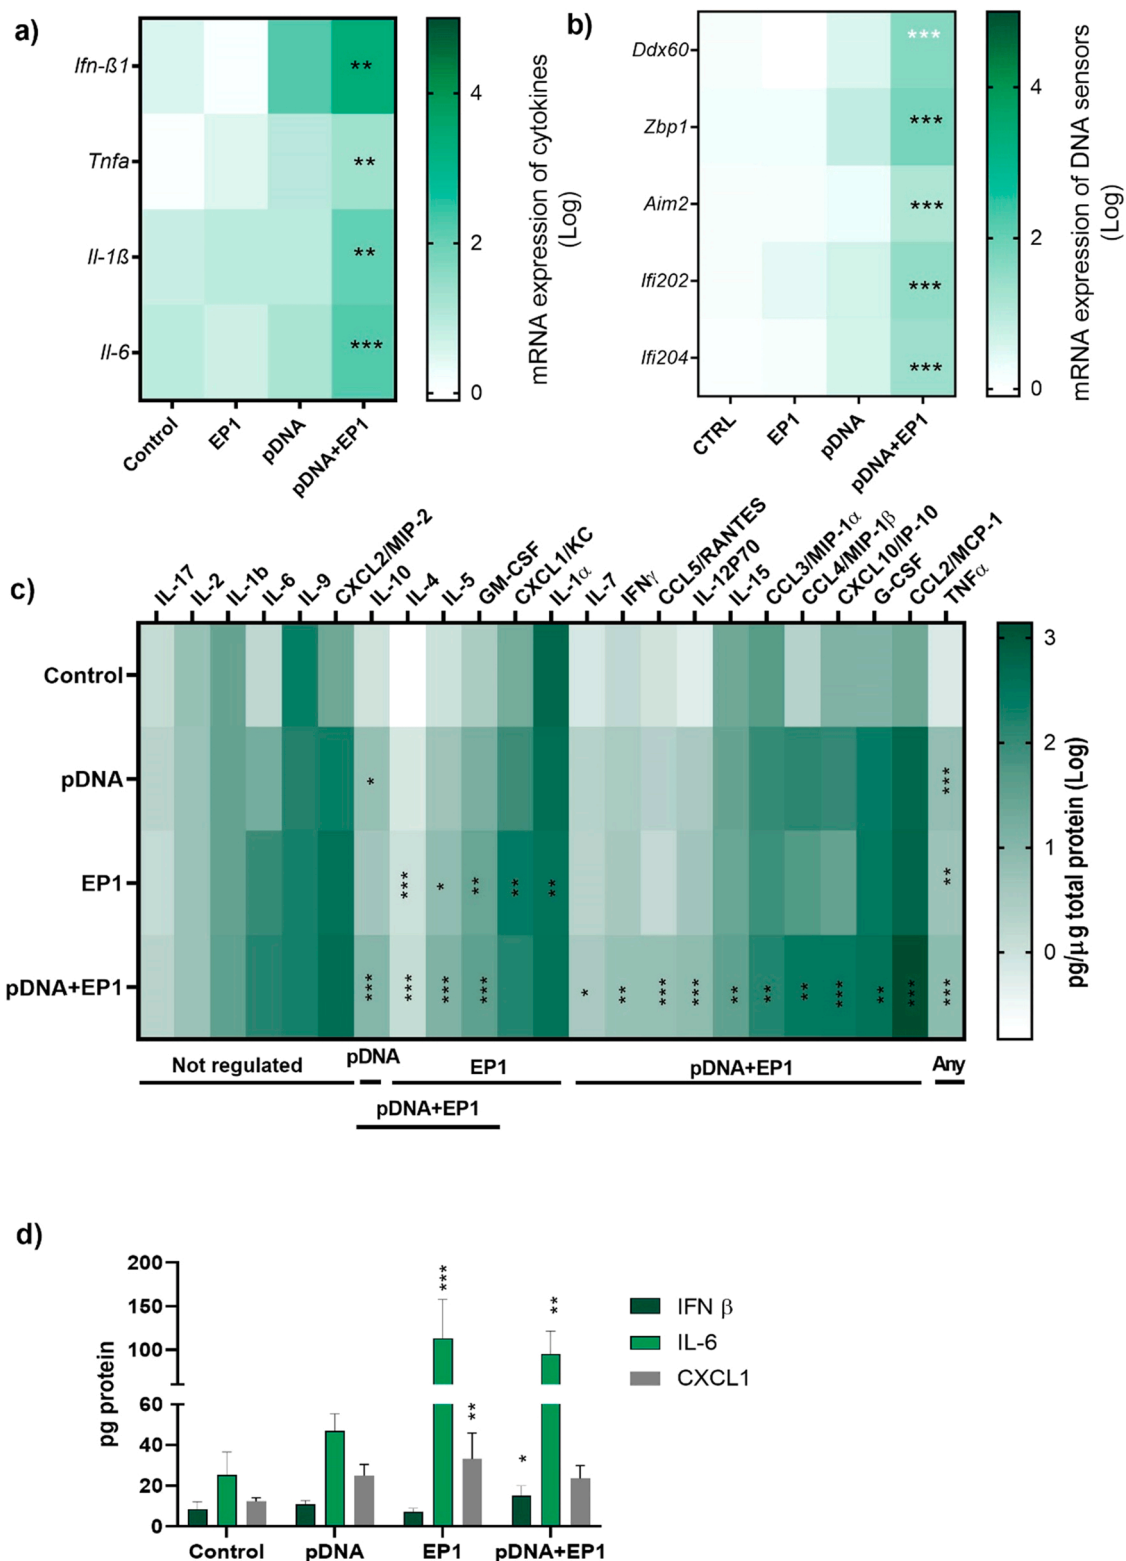 a)
Ifn-ß1
Tnfa
Il-1ß
Il-6
**
**
**
***
Control
EP1
pDNA
pDNA+EP1
4
2
0
mRNA expression of cytokines
(Log)
b)
Ddx60
Zbp1
Aim2
Ifi202
Ifi204
***
***
***
***
***
CTRL
EP1
pDNA
pDNA+EP1
4
2
0
mRNA expression of DNA sensors
(Log)
c)
IL-17
IL-2
IL-1b
IL-6
IL-9
CXCL2/MIP-2
IL-10
IL-4
IL-5
GM-CSF
CXCL1/KC
IL-1α
IL-7
IFNγ
CCL5/RANTES
IL-12P70
IL-15
CCL3/MIP-1α
CCL4/MIP-1β
CXCL10/IP-10
G-CSF
CCL2/MCP-1
TNFα
Control
pDNA
* ***
EP1
*** * ** ** ** **
pDNA+EP1
*** *** *** *** * ** *** *** ** ** ** *** ** *** ***
3
2
1
0
pg/µg total protein (Log)
Not regulated
pDNA
EP1
pDNA+EP1
Any
pDNA+EP1
d)
pg protein
200
150
100
60
40
20
0
***
**
*
**
Control
pDNA
EP1
pDNA+EP1
IFN β
IL-6
CXCL1